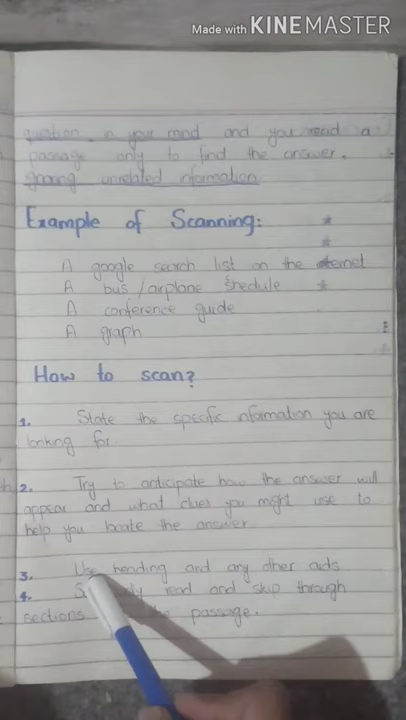 Made with KINEMASTER
question in your mind and you read a
passage only to find the answer.
unrelated information
Example of Scanning:
A google search list on the
A bus / airplane
A conference guide
A graph
How to scan?
1. State the specific information you are
looking for
2. Try to anticipate how the answer will
appear and what clues you might use to
help you locate the answer
3. Use heading and any other aids
4. read and skip through
sections passage.